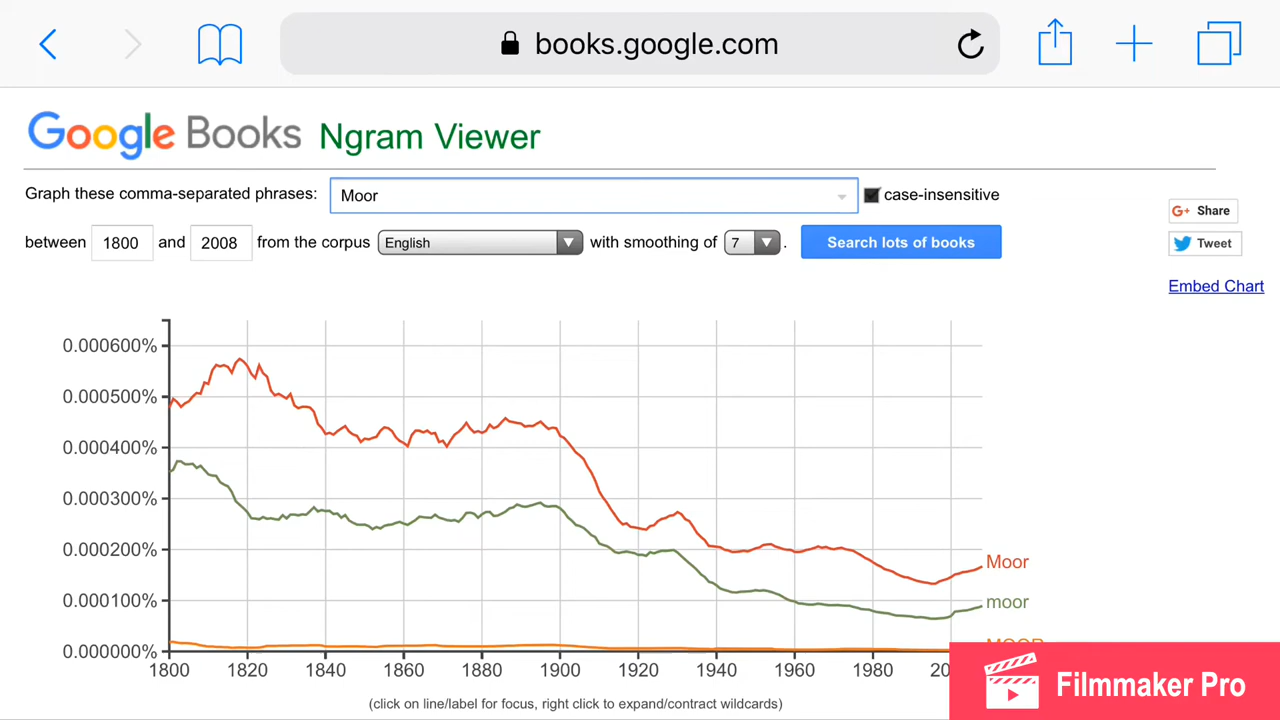 books.google.com
Google Books Ngram Viewer
Graph these comma-separated phrases: Moor case-insensitive
between 1800 and 2008 from the corpus English with smoothing of 7 . Search lots of books
G+ Share
Tweet
Embed Chart
0.000600%
0.000500%
0.000400%
0.000300%
0.000200%
0.000100%
0.000000%
Moor
moor
MOOR
1800 1820 1840 1860 1880 1900 1920 1940 1960 1980 20
(click on line/label for focus, right click to expand/contract wildcards)
Filmmaker Pro